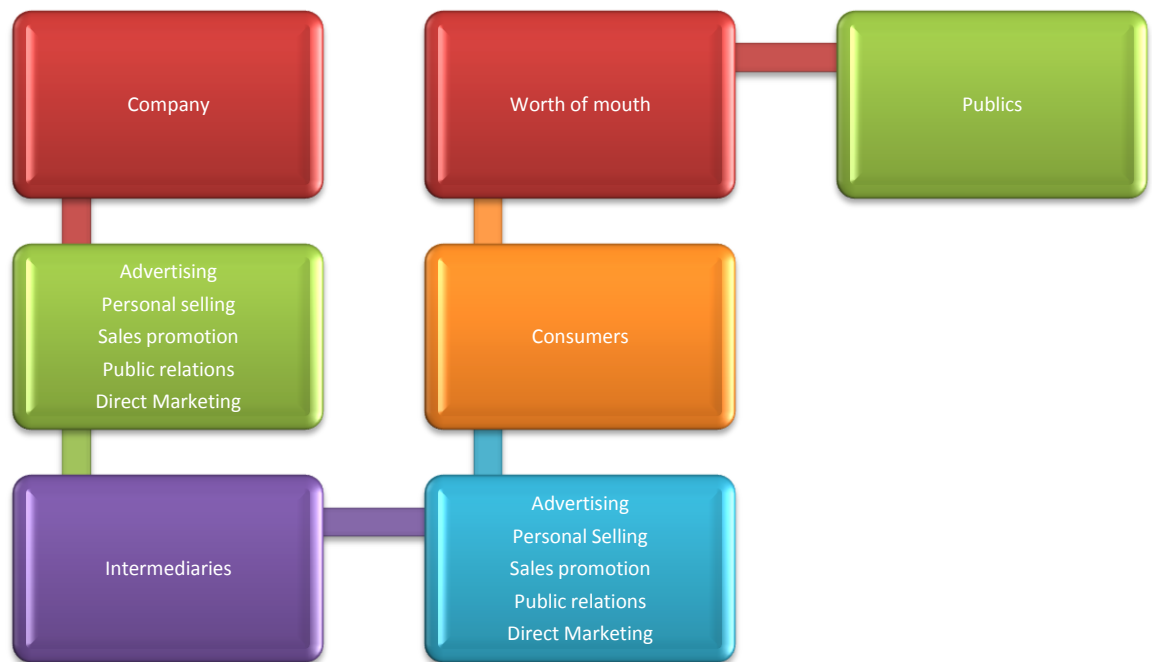 Company
Worth of mouth
Publics
Advertising
Personal selling
Sales promotion
Public relations
Direct Marketing
Consumers
Intermediaries
Advertising
Personal Selling
Sales promotion
Public relations
Direct Marketing